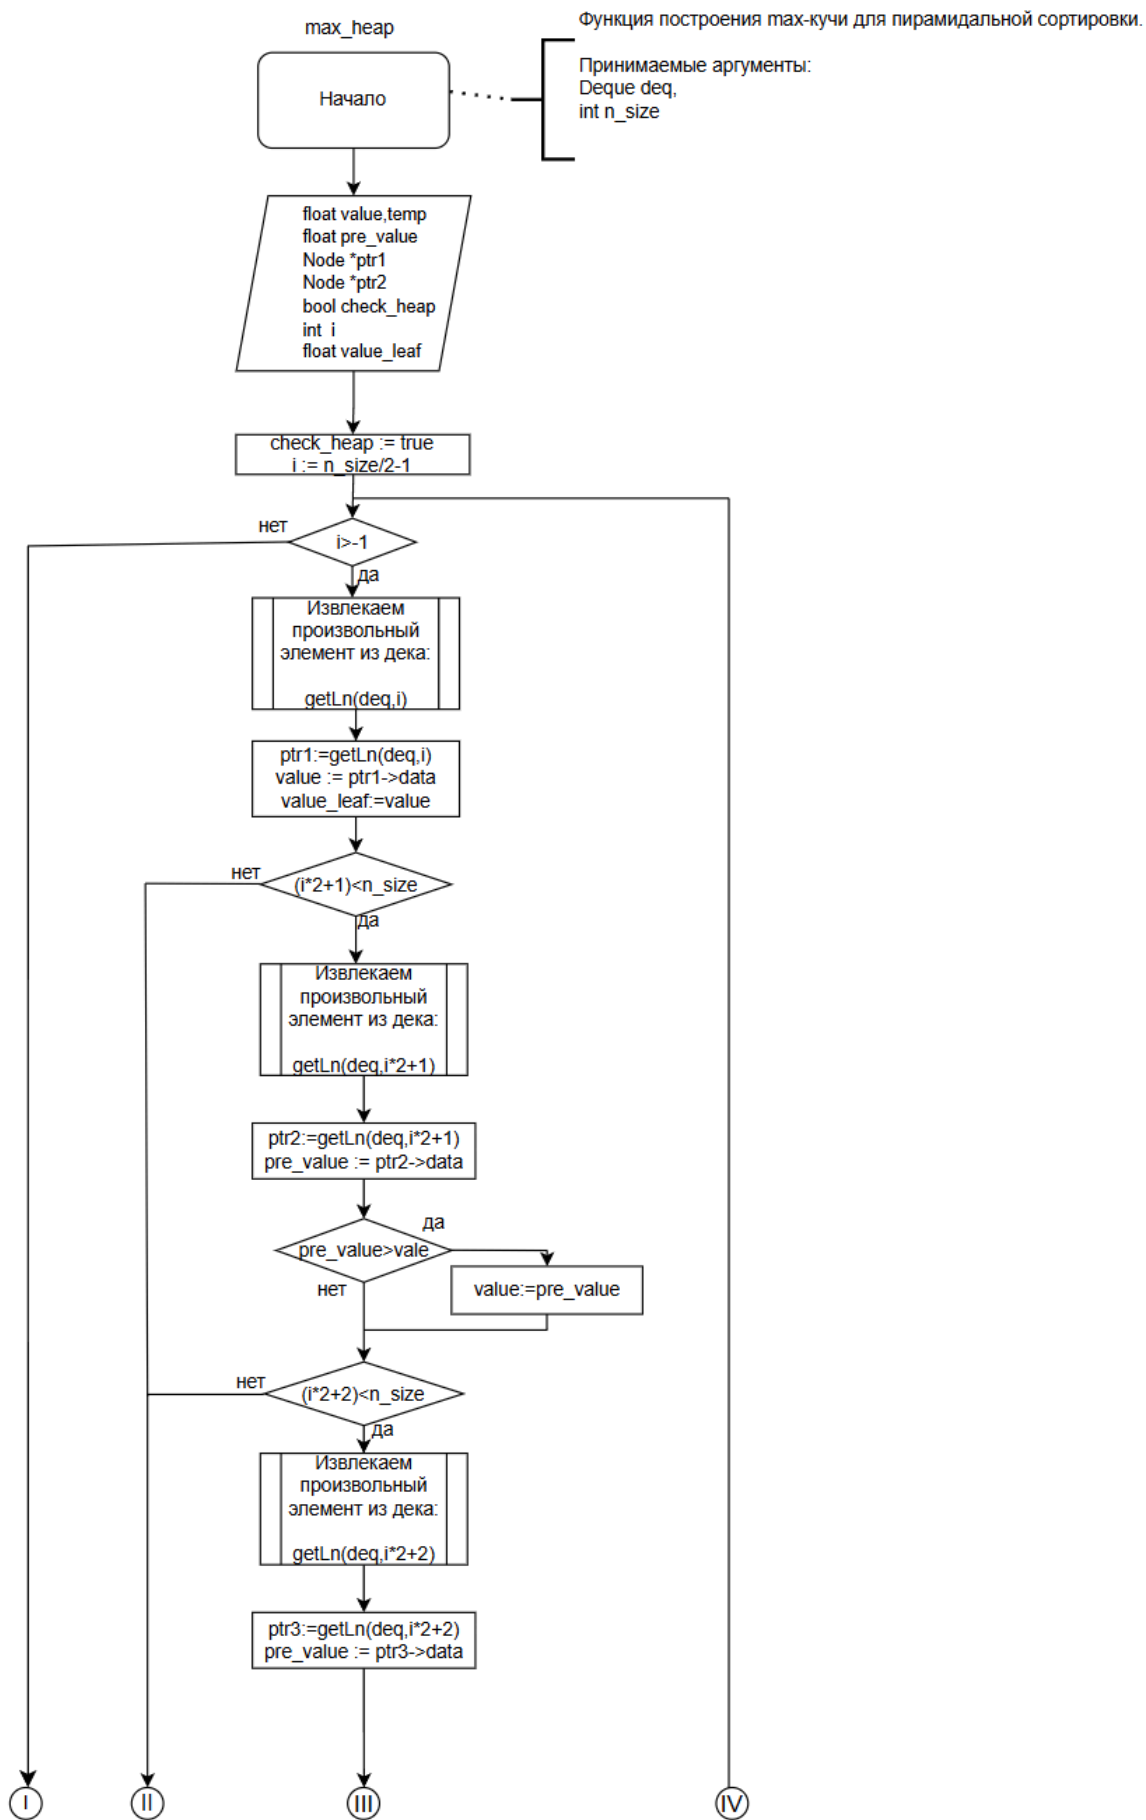 Функция построения max-кучи для пирамидальной сортировки.
max_heap
Принимаемые аргументы:
Deque deq,
int n_size
Начало
float value,temp
float pre_value
Node *ptr1
Node *ptr2
bool check_heap
int i
float value_leaf
check_heap := true
i := n_size/2-1
нет
i>-1
да
Извлекаем
произвольный
элемент из дека:
getLn(deq,i)
ptr1:=getLn(deq,i)
value := ptr1->data
value_leaf:=value
нет
(i*2+1)<n_size
да
Извлекаем
произвольный
элемент из дека:
getLn(deq,i*2+1)
ptr2:=getLn(deq,i*2+1)
pre_value := ptr2->data
да
pre_value>vale
нет
value:=pre_value
нет
(i*2+2)<n_size
да
Извлекаем
произвольный
элемент из дека:
getLn(deq,i*2+2)
ptr3:=getLn(deq,i*2+2)
pre_value := ptr3->data
I
II
III
IV